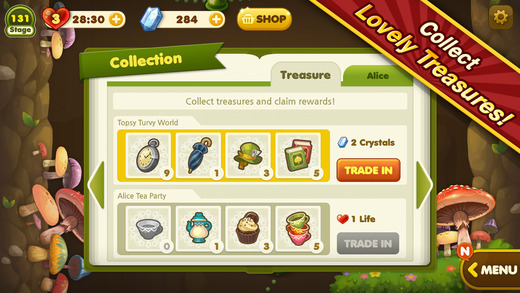 131
Stage
3
28:30
+
284
+
SHOP
Collect
Lovely Treasures!
Collection
Treasure
Alice
Collect treasures and claim rewards!
Topsy Turvy World
9
1
3
5
2 Crystals
TRADE IN
Alice Tea Party
0
1
3
5
1 Life
TRADE IN
N
MENU